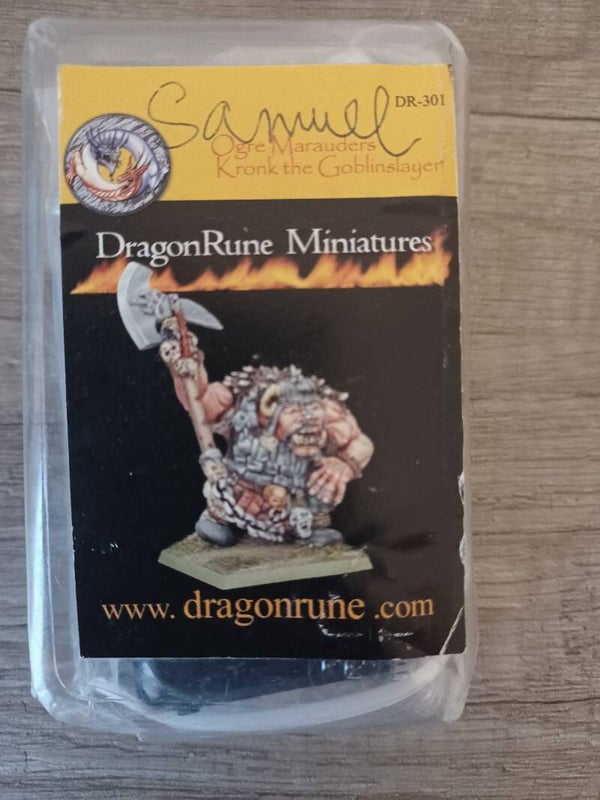 Samuel
DR-301
Ogre Marauders
Kronk the Goblinslayer
DragonRune Miniatures
www. dragonrune .com